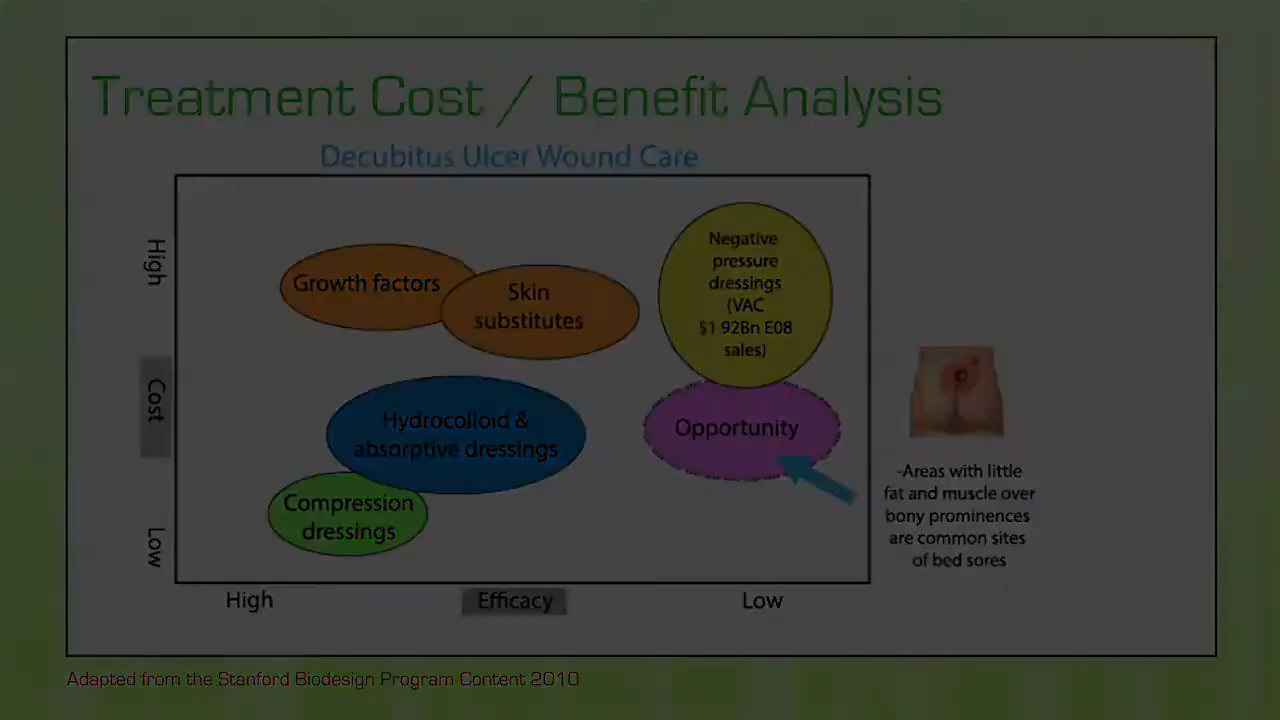 Treatment Cost / Benefit Analysis
Decubitus Ulcer Wound Care
High
Cost
Low
Growth factors
Skin
substitutes
Negative
pressure
dressings
(VAC
$1 92Bn E08
sales)
Hydrocolloid &
absorptive dressings
Opportunity
Compression
dressings
High
Efficacy
Low
-Areas with little
fat and muscle over
bony prominences
are common sites
of bed sores
Adapted from the Stanford Biodesign Program Content 2010